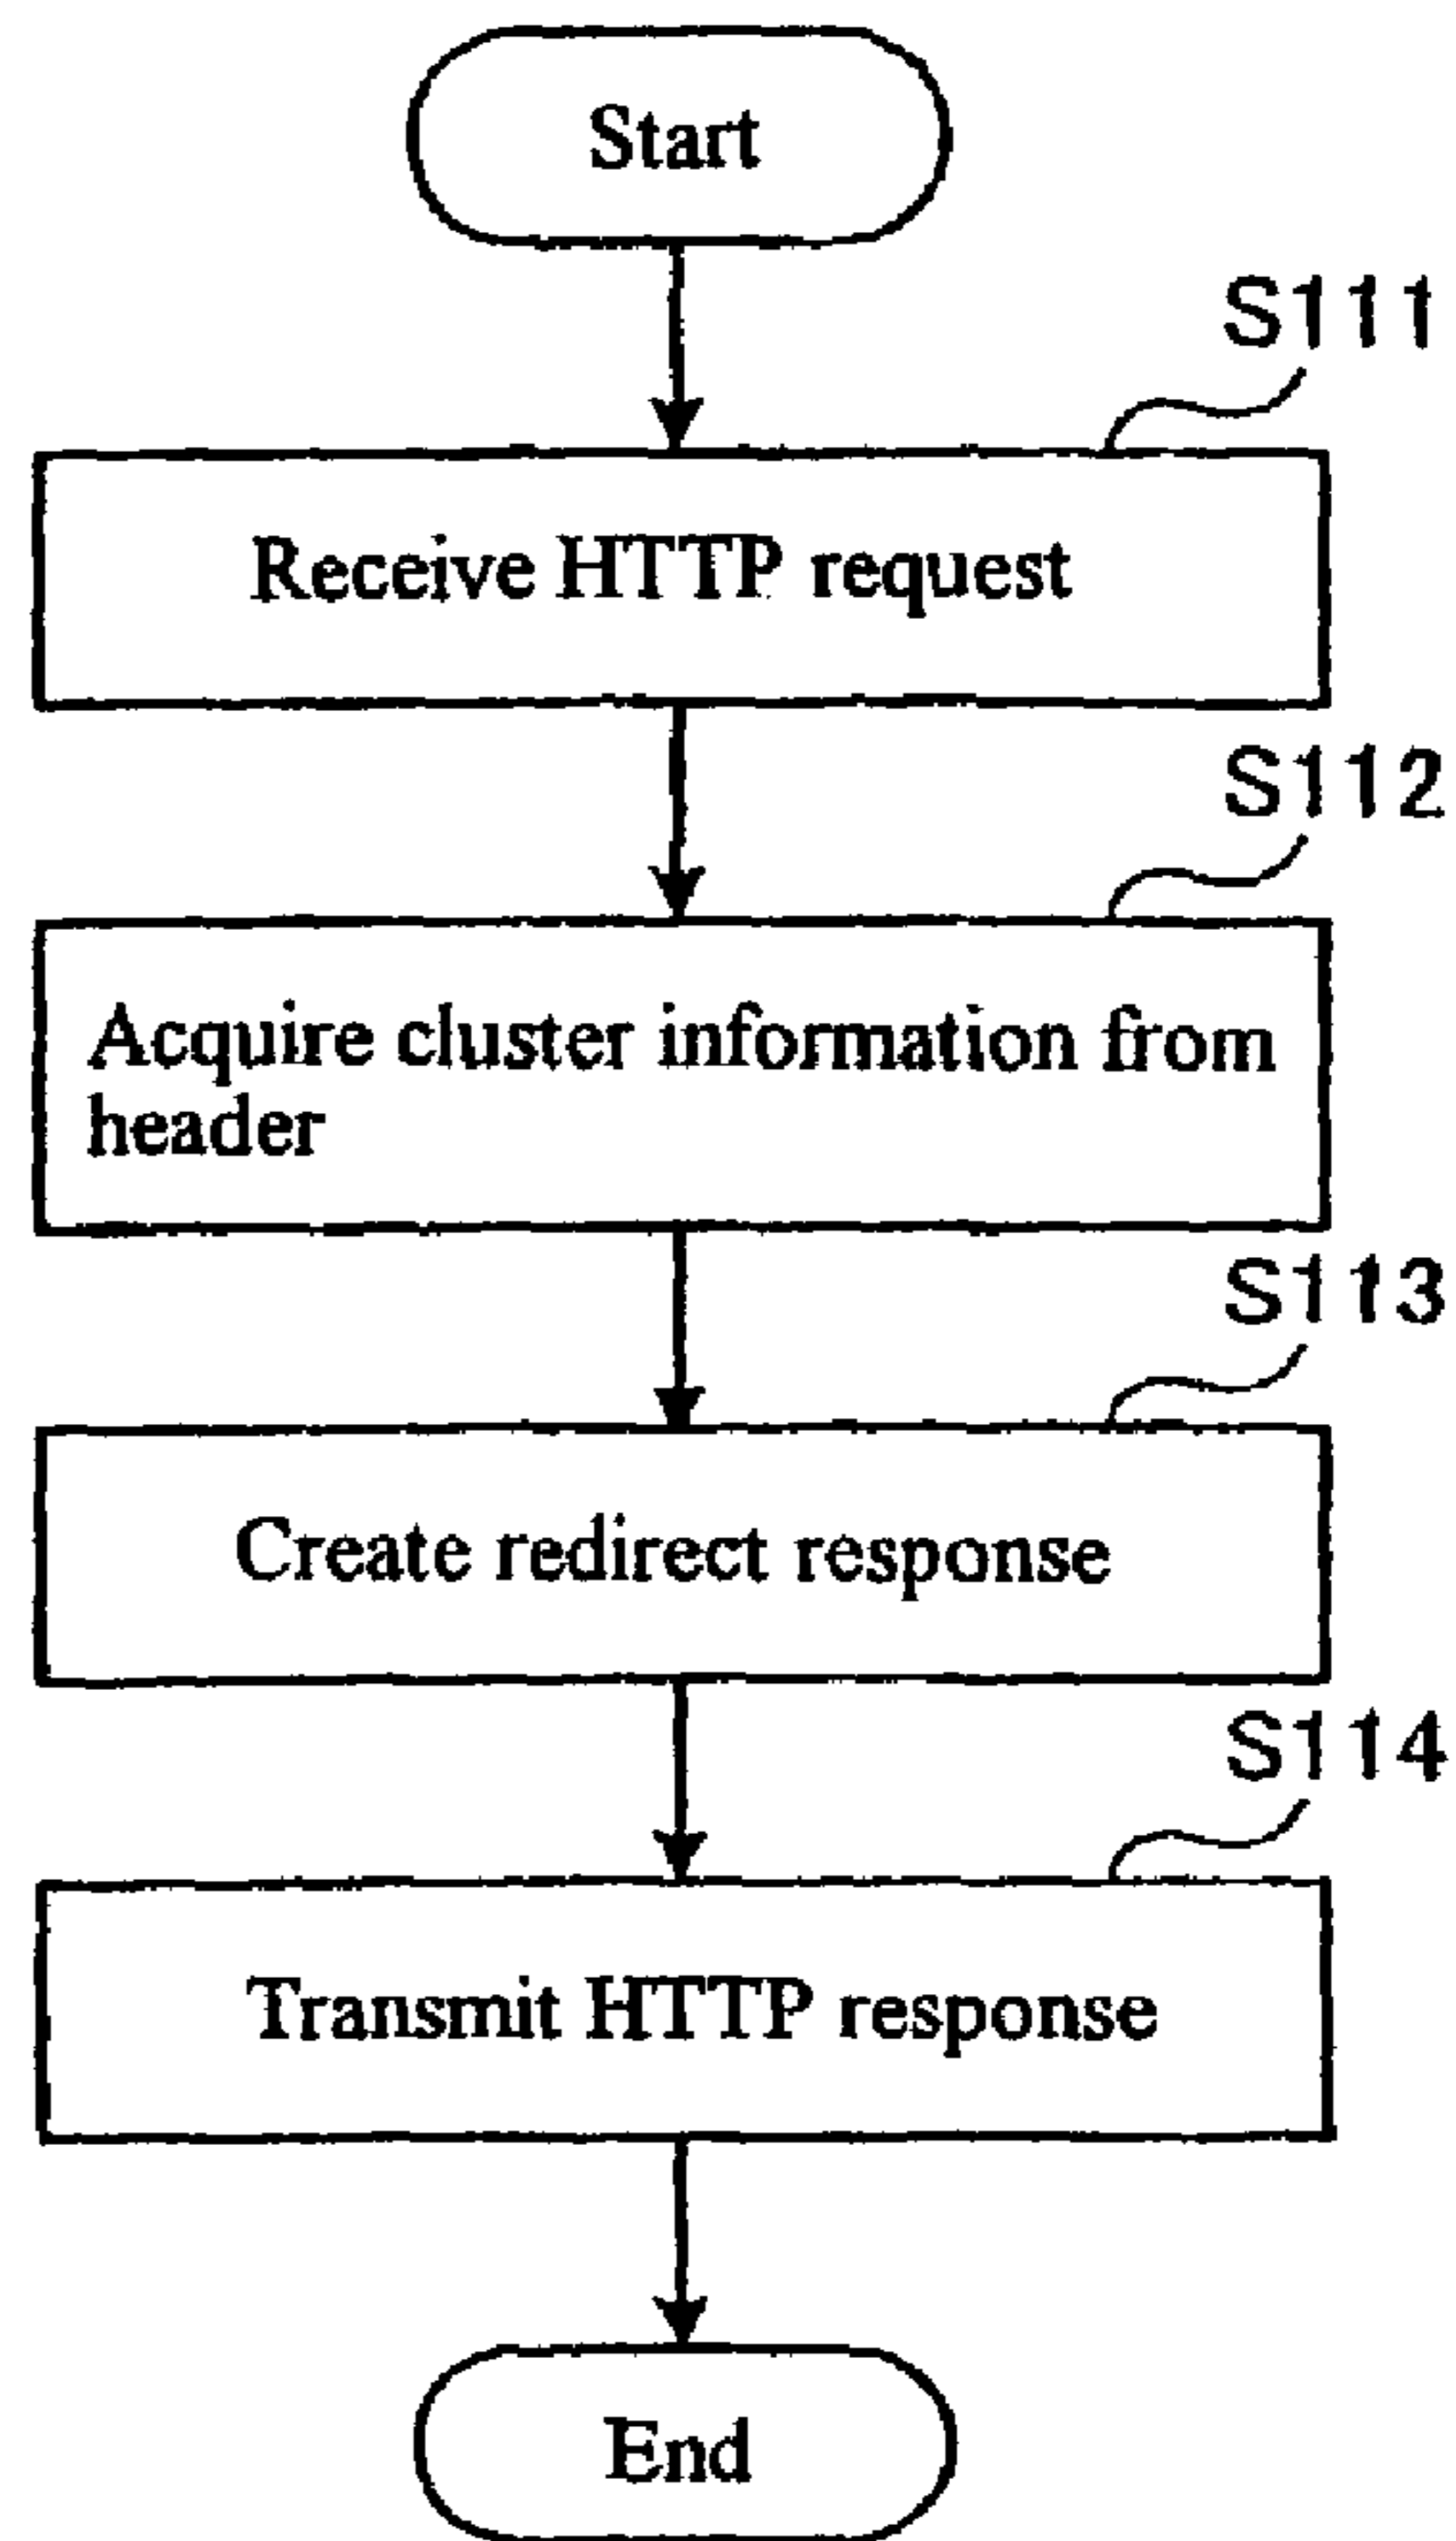 Start
S111
Receive HTTP request
S112
Acquire cluster information from
header
S113
Create redirect response
S114
Transmit HTTP response
End